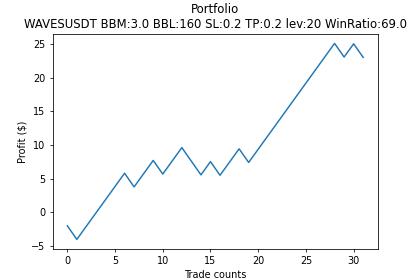 Portfolio
WAVESUSDT BBM:3.0 BBL:160 SL:0.2 TP:0.2 lev:20 WinRatio:69.0
25
20
15
10
5
0
−5
Profit ($)
0 5 10 15 20 25 30
Trade counts